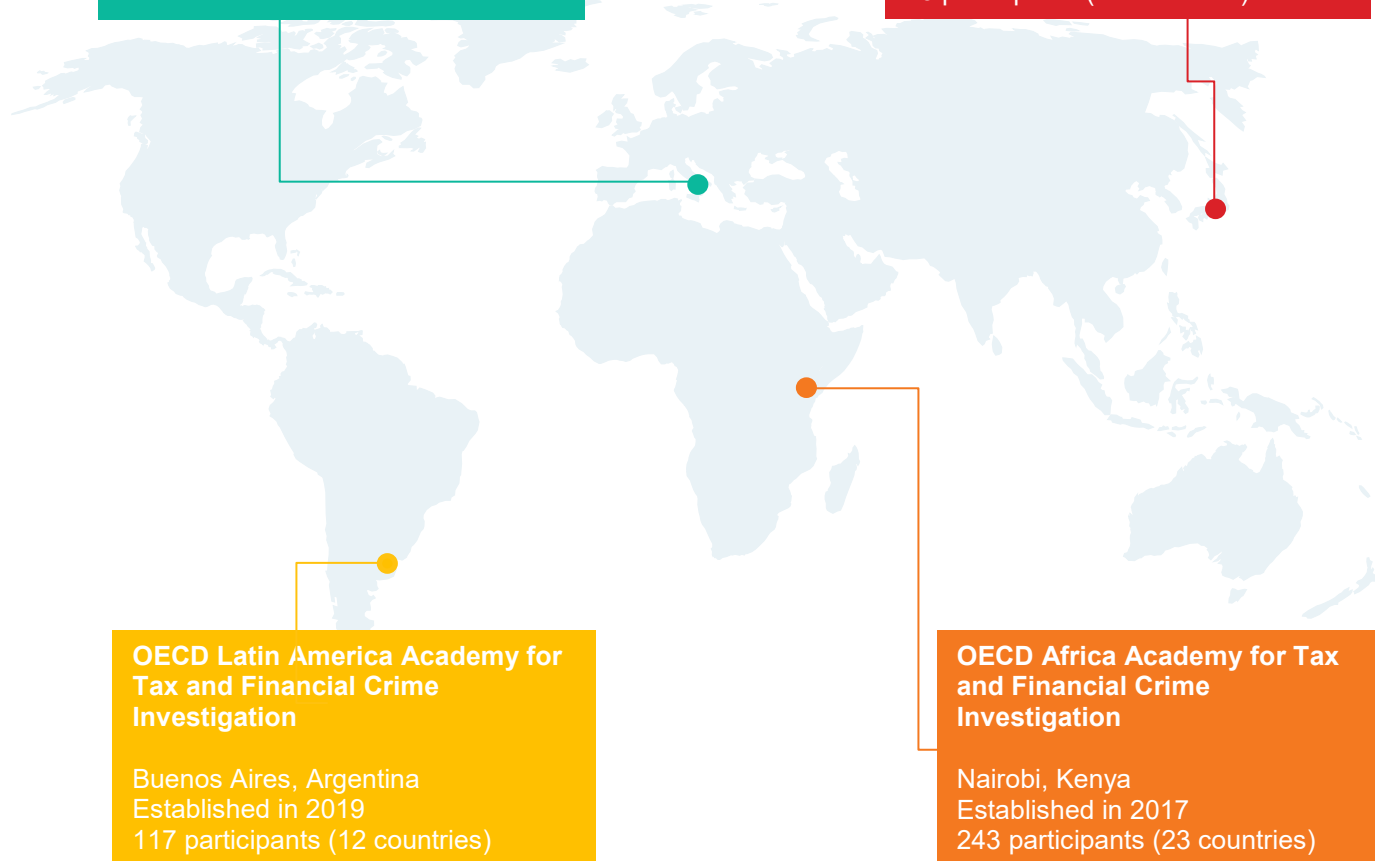 OECD Latin America Academy for
Tax and Financial Crime
Investigation
Buenos Aires, Argentina
Established in 2019
117 participants (12 countries)
OECD Africa Academy for Tax
and Financial Crime
Investigation
Nairobi, Kenya
Established in 2017
243 participants (23 countries)